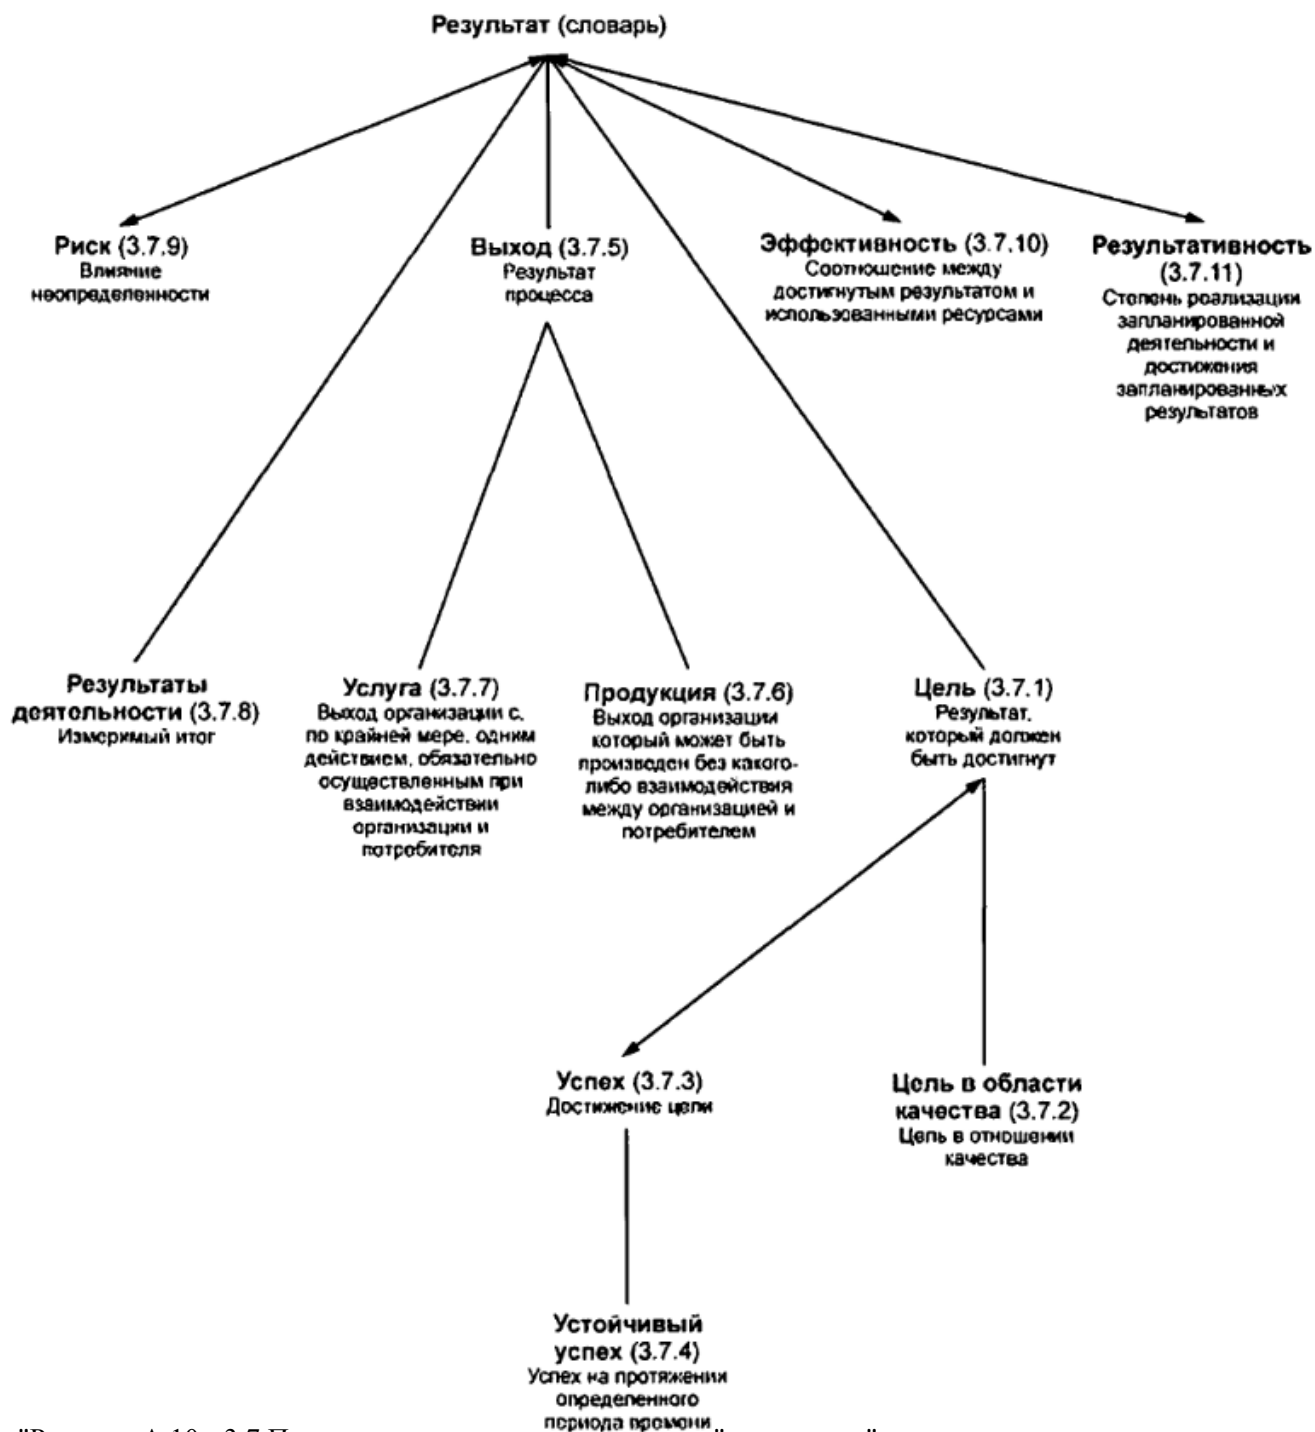 Результат (словарь)
Риск (3.7.9)
Влияние
неопределенности
Выход (3.7.5)
Результат
процесса
Эффективность (3.7.10)
Соотношение между
достигнутым результатом и
использованными ресурсами
Результативность
(3.7.11)
Степень реализации
запланированной
деятельности и
достижения
запланированных
результатов
Результаты
деятельности (3.7.8)
Измеримый итог
Услуга (3.7.7)
Выход организации с,
по крайней мере, одним
действием, обязательно
осуществленным при
взаимодействии
организации и
потребителя
Продукция (3.7.6)
Выход организации
который может быть
произведен без какого-
либо взаимодействия
между организацией и
потребителем
Цель (3.7.1)
Результат,
который должен
быть достигнут
Успех (3.7.3)
Достижение цели
Цель в области
качества (3.7.2)
Цель в отношении
качества
Устойчивый
успех (3.7.4)
Успех на протяжении
определенного
периода времени